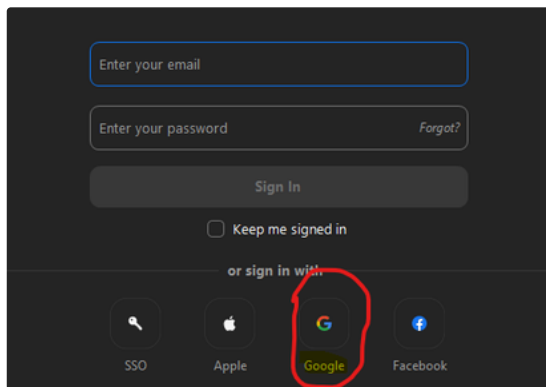 Enter your email
Enter your password Forgot?
Sign In
Keep me signed in
or sign in with
SSO Apple Google Facebook